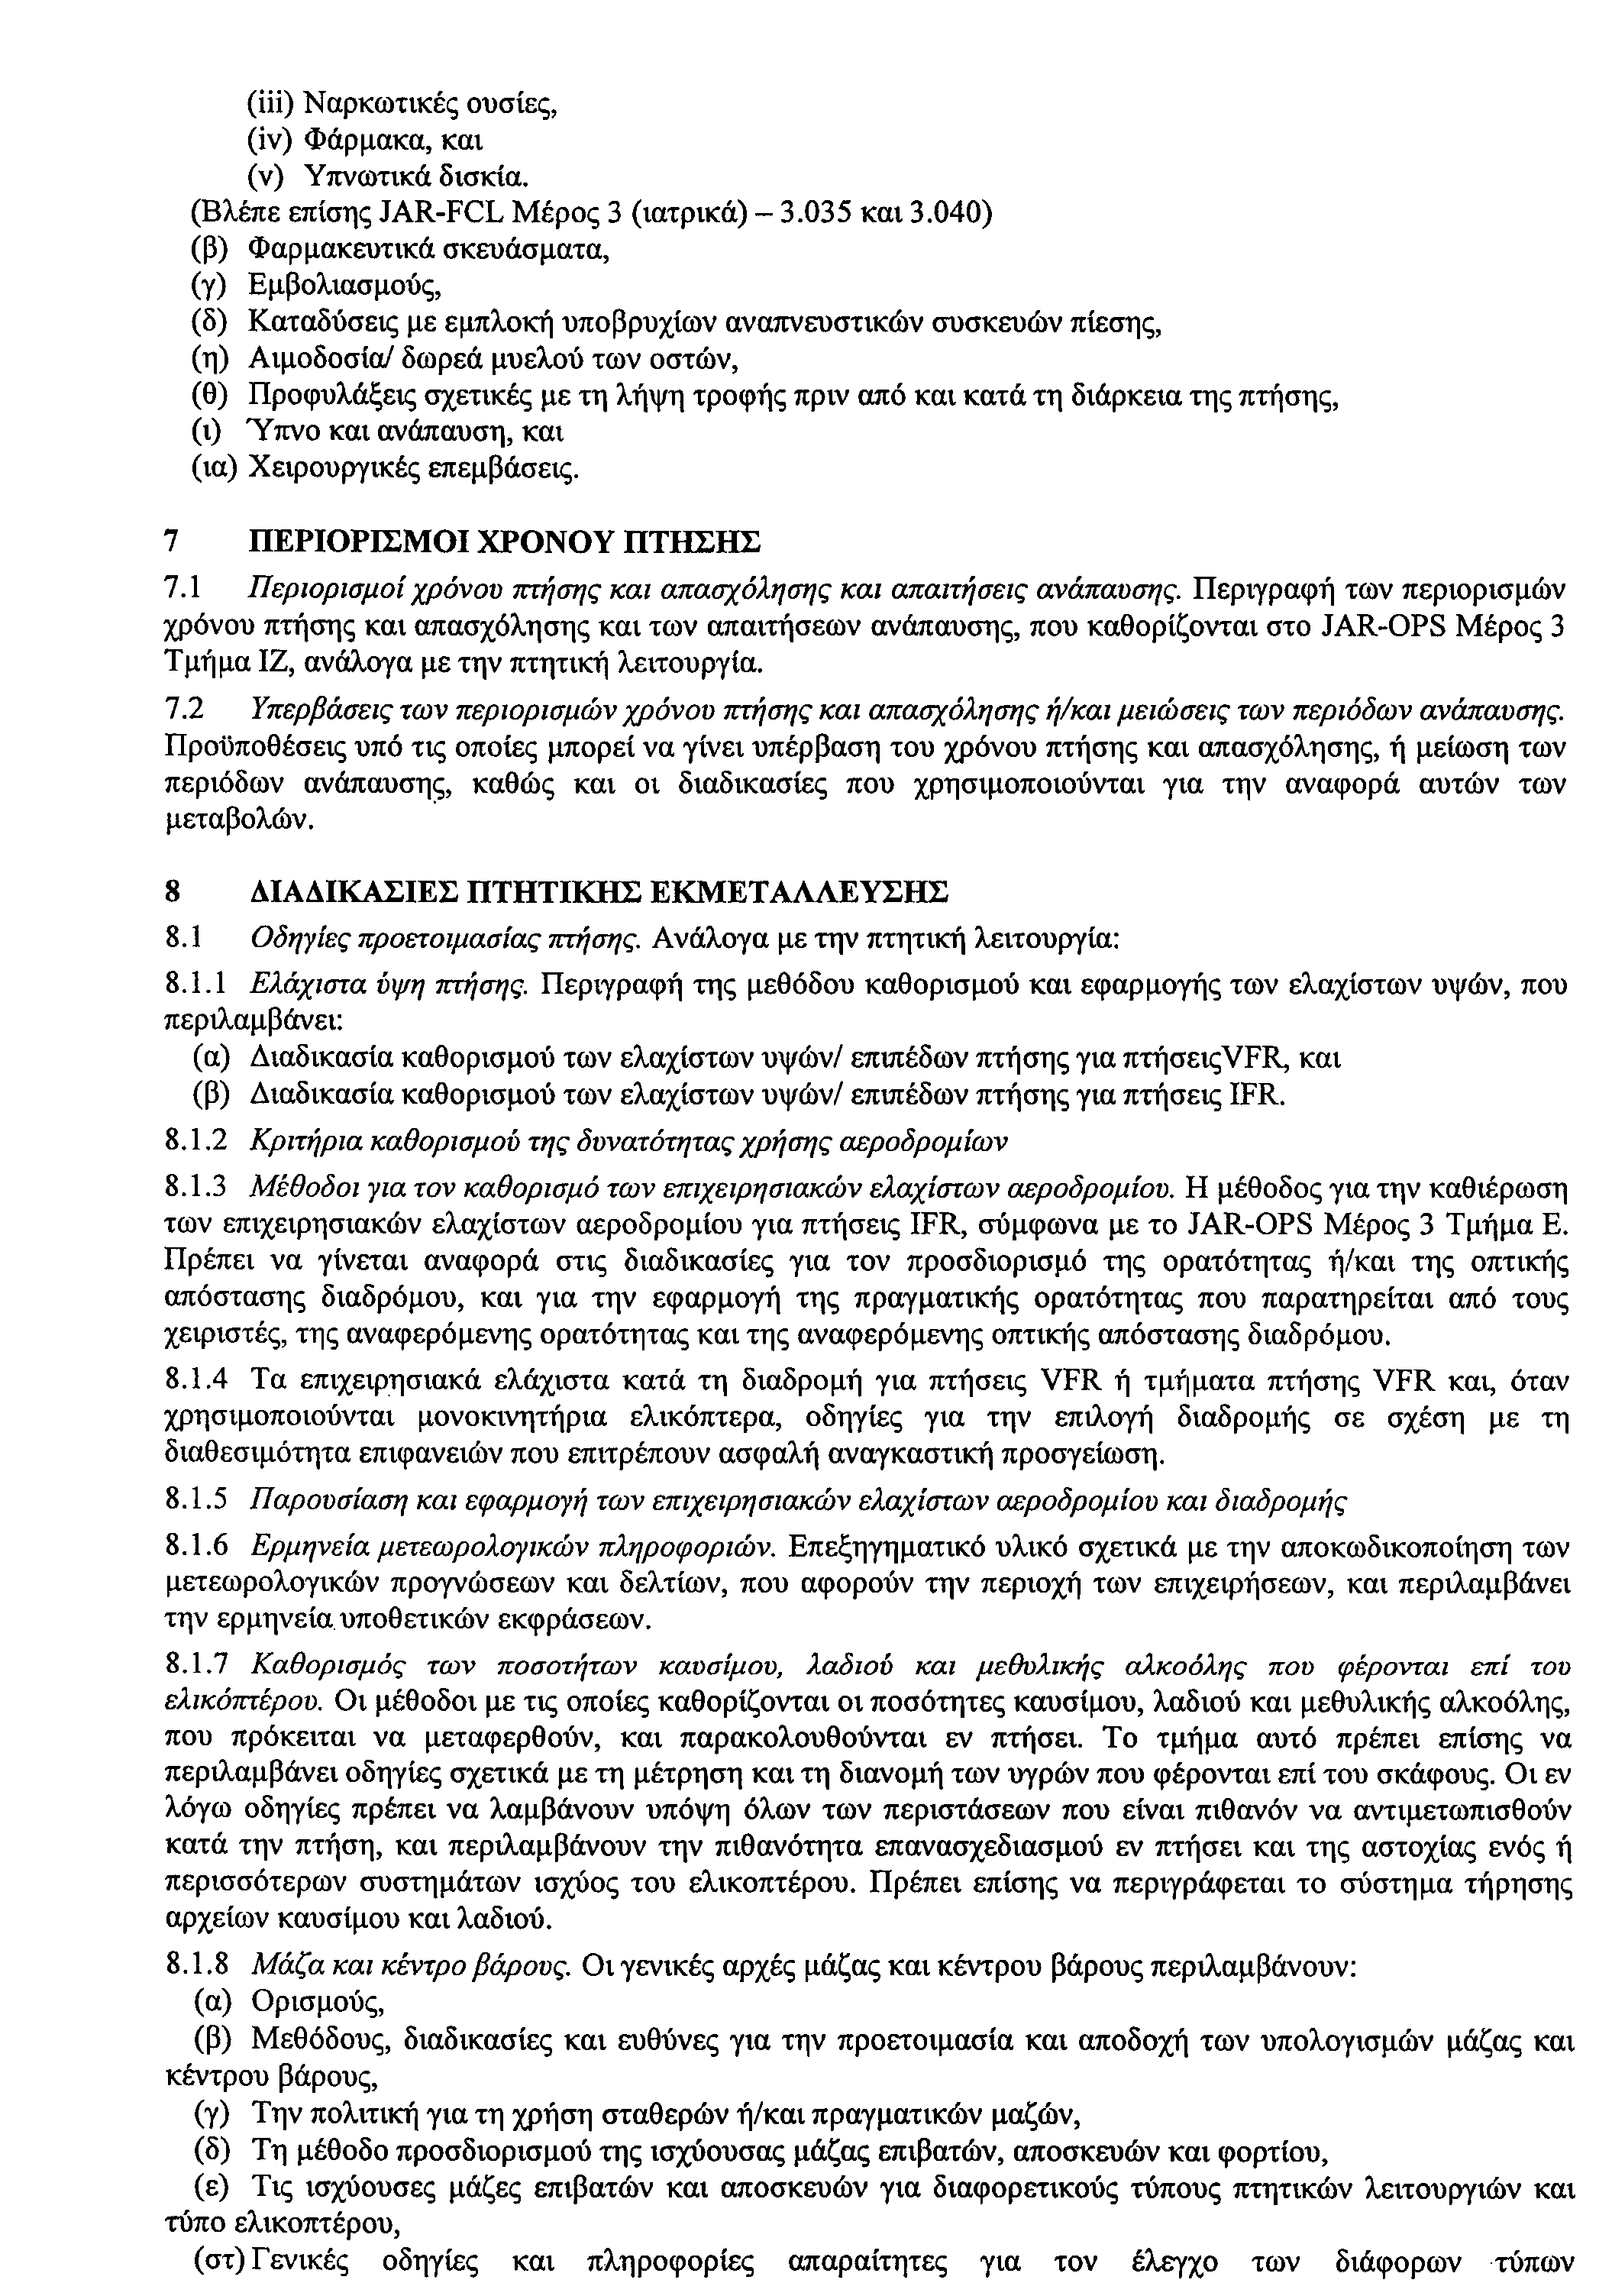 (iii) Ναρκωτικές ουσίες,
(iv) Φάρμακα, και
(v) Υπνωτικά δισκία.
(Βλέπε επίσης JAR-FCL Μέρος 3 (ιατρικά) – 3.035 και 3.040)
(β) Φαρμακευτικά σκευάσματα,
(γ) Εμβολιασμούς,
(δ) Καταδύσεις με εμπλοκή υποβρυχίων αναπνευστικών συσκευών πίεσης,
(η) Αιμοδοσία/ δωρεά μυελού των οστών,
(θ) Προφυλάξεις σχετικές με τη λήψη τροφής πριν από και κατά τη διάρκεια της πτήσης,
(ι) Ύπνο και ανάπαυση, και
(ια) Χειρουργικές επεμβάσεις.
7 ΠΕΡΙΟΡΙΣΜΟΙ ΧΡΟΝΟΥ ΠΤΗΣΗΣ
7.1 Περιορισμοί χρόνου πτήσης και απασχόλησης και απαιτήσεις ανάπαυσης. Περιγραφή των περιορισμών
χρόνου πτήσης και απασχόλησης και των απαιτήσεων ανάπαυσης, που καθορίζονται στο JAR-OPS Μέρος 3
Τμήμα ΙΖ, ανάλογα με την πτητική λειτουργία.
7.2 Υπερβάσεις των περιορισμών χρόνου πτήσης και απασχόλησης ή/και μειώσεις των περιόδων ανάπαυσης.
Προϋποθέσεις υπό τις οποίες μπορεί να γίνει υπέρβαση του χρόνου πτήσης και απασχόλησης, ή μείωση των
περιόδων ανάπαυσης, καθώς και οι διαδικασίες που χρησιμοποιούνται για την αναφορά αυτών των
μεταβολών.
8 ΔΙΑΔΙΚΑΣΙΕΣ ΠΤΗΤΙΚΗΣ ΕΚΜΕΤΑΛΛΕΥΣΗΣ
8.1 Οδηγίες προετοιμασίας πτήσης. Ανάλογα με την πτητική λειτουργία:
8.1.1 Ελάχιστα ύψη πτήσης. Περιγραφή της μεθόδου καθορισμού και εφαρμογής των ελαχίστων υψών, που
περιλαμβάνει:
(α) Διαδικασία καθορισμού των ελαχίστων υψών/ επιπέδων πτήσης για πτήσειςVFR, και
(β) Διαδικασία καθορισμού των ελαχίστων υψών/ επιπέδων πτήσης για πτήσεις IFR.
8.1.2 Κριτήρια καθορισμού της δυνατότητας χρήσης αεροδρομίων
8.1.3 Μέθοδοι για τον καθορισμό των επιχειρησιακών ελαχίστων αεροδρομίου. Η μέθοδος για την καθιέρωση
των επιχειρησιακών ελαχίστων αεροδρομίου για πτήσεις IFR, σύμφωνα με το JAR-OPS Μέρος 3 Τμήμα Ε.
Πρέπει να γίνεται αναφορά στις διαδικασίες για τον προσδιορισμό της ορατότητας ή/και της οπτικής
απόστασης διαδρόμου, και για την εφαρμογή της πραγματικής ορατότητας που παρατηρείται από τους
χειριστές, της αναφερόμενης ορατότητας και της αναφερόμενης οπτικής απόστασης διαδρόμου.
8.1.4 Τα επιχειρησιακά ελάχιστα κατά τη διαδρομή για πτήσεις VFR ή τμήματα πτήσης VFR και, όταν
χρησιμοποιούνται μονοκινητήρια ελικόπτερα, οδηγίες για την επιλογή διαδρομής σε σχέση με τη
διαθεσιμότητα επιφανειών που επιτρέπουν ασφαλή αναγκαστική προσγείωση.
8.1.5 Παρουσίαση και εφαρμογή των επιχειρησιακών ελαχίστων αεροδρομίου και διαδρομής
8.1.6 Ερμηνεία μετεωρολογικών πληροφοριών. Επεξηγηματικό υλικό σχετικά με την αποκωδικοποίηση των
μετεωρολογικών προγνώσεων και δελτίων, που αφορούν την περιοχή των επιχειρήσεων, και περιλαμβάνει
την ερμηνεία υποθετικών εκφράσεων.
8.1.7 Καθορισμός των ποσοτήτων καυσίμου, λαδιού και μεθυλικής αλκοόλης που φέρονται επί του
ελικόπτέρου. Οι μέθοδοι με τις οποίες καθορίζονται οι ποσότητες καυσίμου, λαδιού και μεθυλικής αλκοόλης,
που πρόκειται να μεταφερθούν, και παρακολουθούνται εν πτήσει. Το τμήμα αυτό πρέπει επίσης να
περιλαμβάνει οδηγίες σχετικά με τη μέτρηση και τη διανομή των υγρών που φέρονται επί του σκάφους. Οι εν
λόγω οδηγίες πρέπει να λαμβάνουν υπόψη όλων των περιστάσεων που είναι πιθανόν να αντιμετωπισθούν
κατά την πτήση, και περιλαμβάνουν την πιθανότητα επανασχεδιασμού εν πτήσει και της αστοχίας ενός ή
περισσότερων συστημάτων ισχύος του ελικοπτέρου. Πρέπει επίσης να περιγράφεται το σύστημα τήρησης
αρχείων καυσίμου και λαδιού.
8.1.8 Μάζα και κέντρο βάρους. Οι γενικές αρχές μάζας και κέντρου βάρους περιλαμβάνουν:
(α) Ορισμούς,
(β) Μεθόδους, διαδικασίες και ευθύνες για την προετοιμασία και αποδοχή των υπολογισμών μάζας και
κέντρου βάρους,
(γ) Την πολιτική για τη χρήση σταθερών ή/και πραγματικών μαζών,
(δ) Τη μέθοδο προσδιορισμού της ισχύουσας μάζας επιβατών, αποσκευών και φορτίου,
(ε) Τις ισχύουσες μάζες επιβατών και αποσκευών για διαφορετικούς τύπους πτητικών λειτουργιών και
τύπο ελικοπτέρου,
(στ) Γενικές οδηγίες και πληροφορίες απαραίτητες για τον έλεγχο των διάφορων τύπων